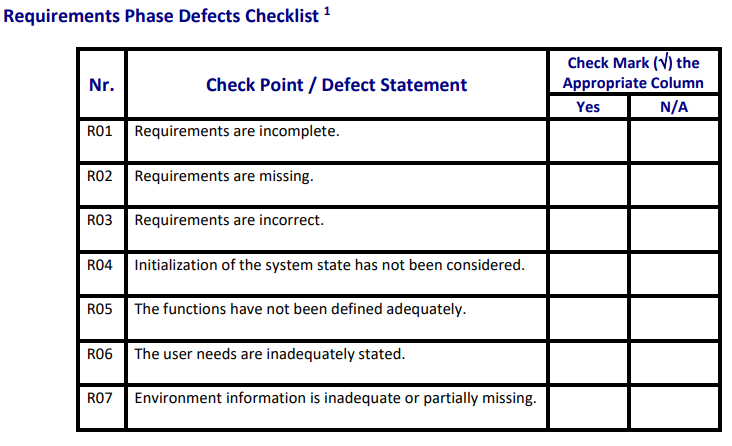 Requirements Phase Defects Checklist 1
Nr.
Check Point / Defect Statement
Check Mark (√) the
Appropriate Column
Yes
N/A
R01 Requirements are incomplete.
R02 Requirements are missing.
R03 Requirements are incorrect.
R04 Initialization of the system state has not been considered.
R05 The functions have not been defined adequately.
R06 The user needs are inadequately stated.
R07 Environment information is inadequate or partially missing.